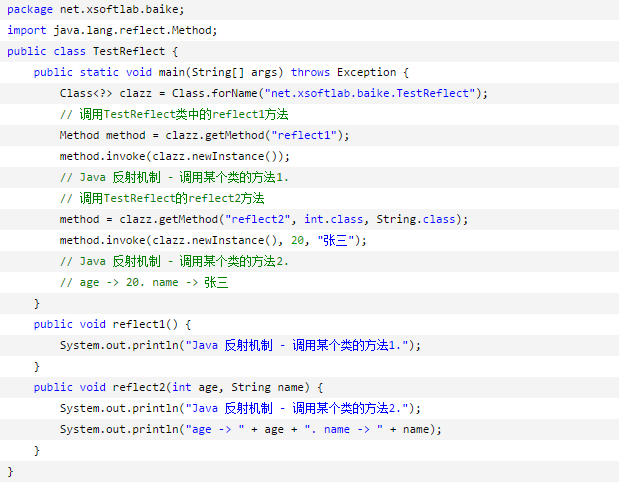 package net.xsoftlab.baike;
import java.lang.reflect.Method;
public class TestReflect {
    public static void main(String[] args) throws Exception {
        Class<?> clazz = Class.forName("net.xsoftlab.baike.TestReflect");
        // 调用TestReflect类中的reflect1方法
        Method method = clazz.getMethod("reflect1");
        method.invoke(clazz.newInstance());
        // Java 反射机制 - 调用某个类的方法1.
        // 调用TestReflect的reflect2方法
        method = clazz.getMethod("reflect2", int.class, String.class);
        method.invoke(clazz.newInstance(), 20, "张三");
        // Java 反射机制 - 调用某个类的方法2.
        // age -> 20. name -> 张三
    }
    public void reflect1() {
        System.out.println("Java 反射机制 - 调用某个类的方法1.");
    }
    public void reflect2(int age, String name) {
        System.out.println("Java 反射机制 - 调用某个类的方法2.");
        System.out.println("age -> " + age + ". name -> " + name);
    }
}